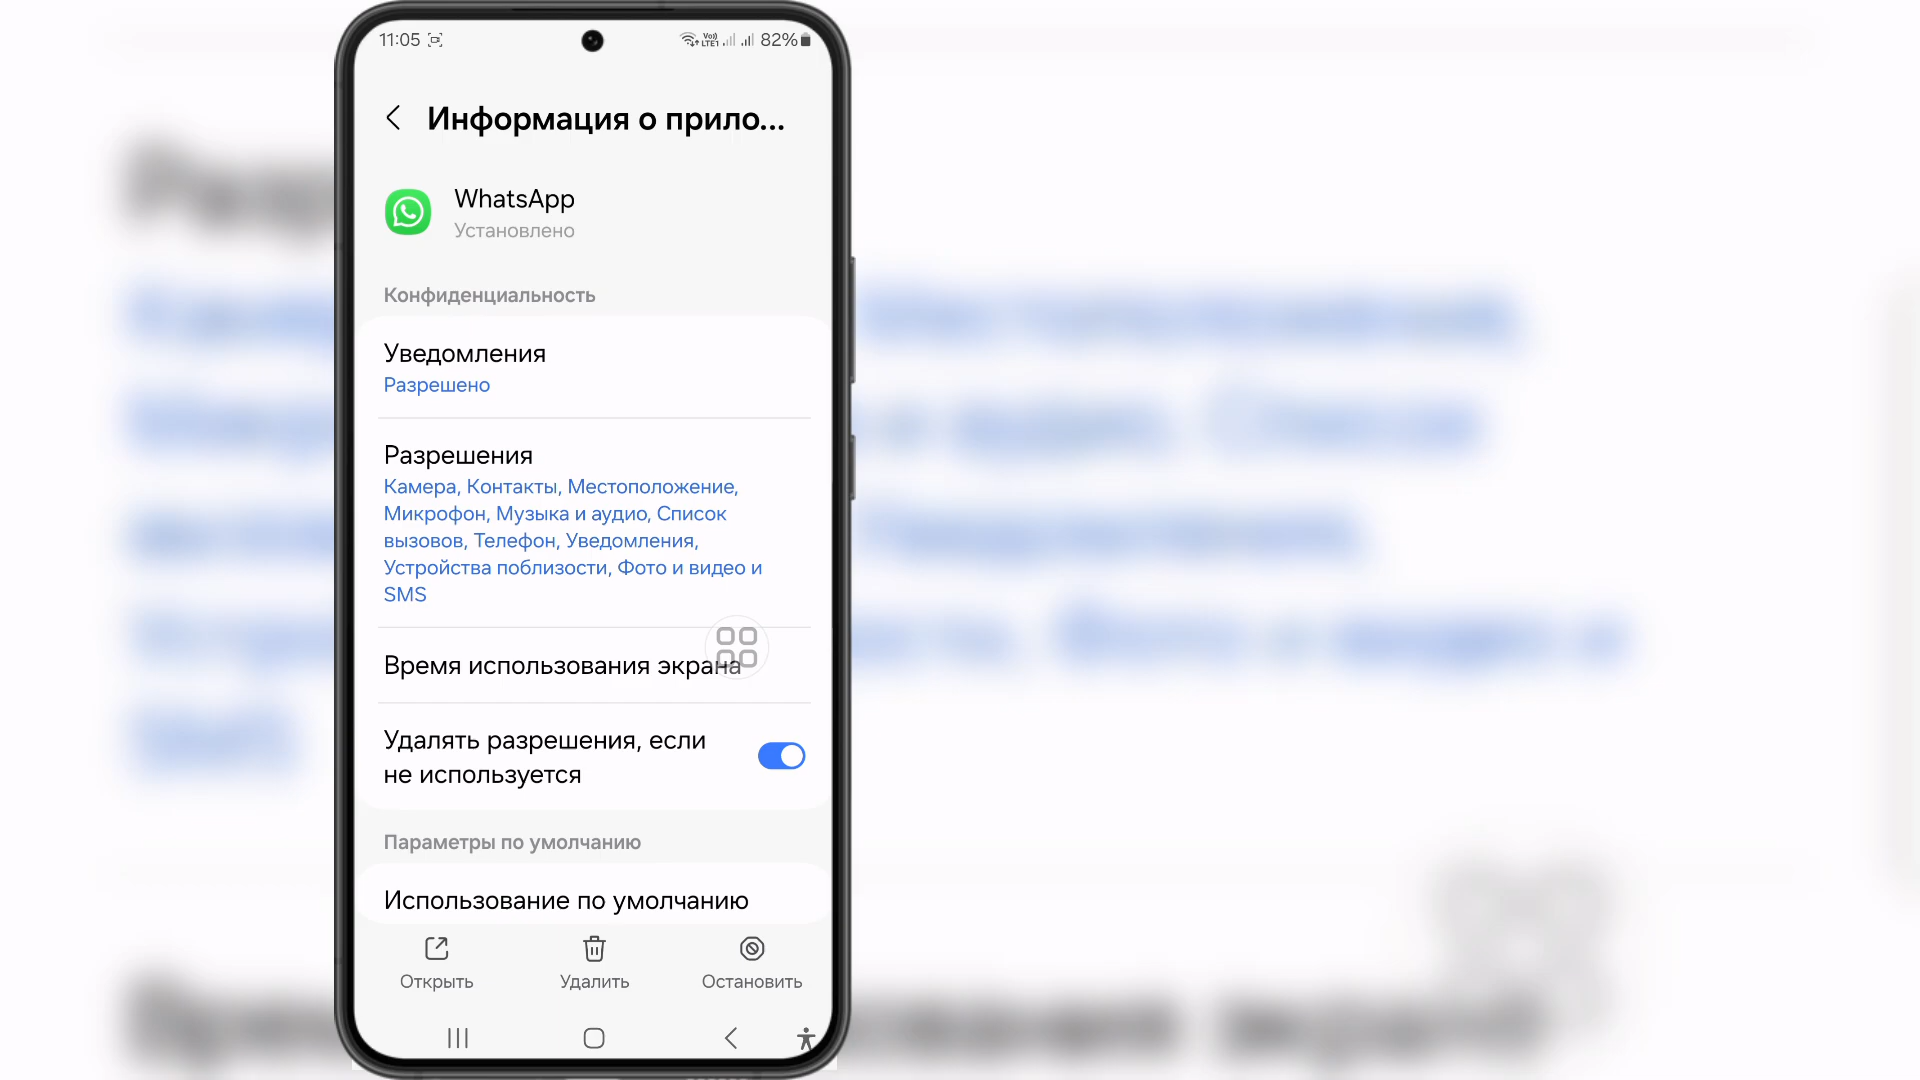 11:05 82%
Информация о прило...
WhatsApp
Установлено
Конфиденциальность
Уведомления
Разрешено
Разрешения
Камера, Контакты, Местоположение,
Микрофон, Музыка и аудио, Список
вызовов, Телефон, Уведомления,
Устройства поблизости, Фото и видео и
SMS
Время использования экрана
Удалять разрешения, если
не используется
Параметры по умолчанию
Использование по умолчанию
Открыть Удалить Остановить